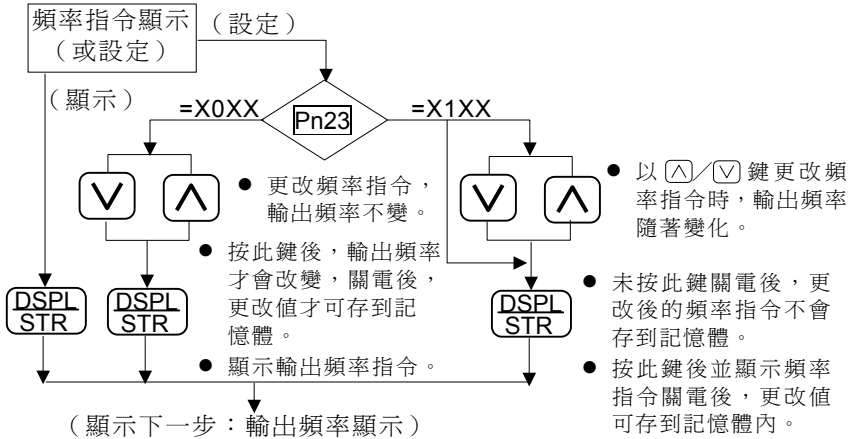 頻率指令顯示
（或設定）
（設定）
（顯示）
=X0XX
Pn23
=X1XX
∨
∧
● 更改頻率指令，
輸出頻率不變。
● 按此鍵後，輸出頻率
才會改變，關電後，
更改值才可存到記
憶體。
● 顯示輸出頻率指令。
DSPL
STR
DSPL
STR
∨
∧
DSPL
STR
● 以∧/∨鍵更改頻
率指令時，輸出頻率
隨著變化。
● 未按此鍵關電後，更
改後的頻率指令不會
存到記憶體。
● 按此鍵後並顯示頻率
指令關電後，更改值
可存到記憶體內。
（顯示下一步：輸出頻率顯示）